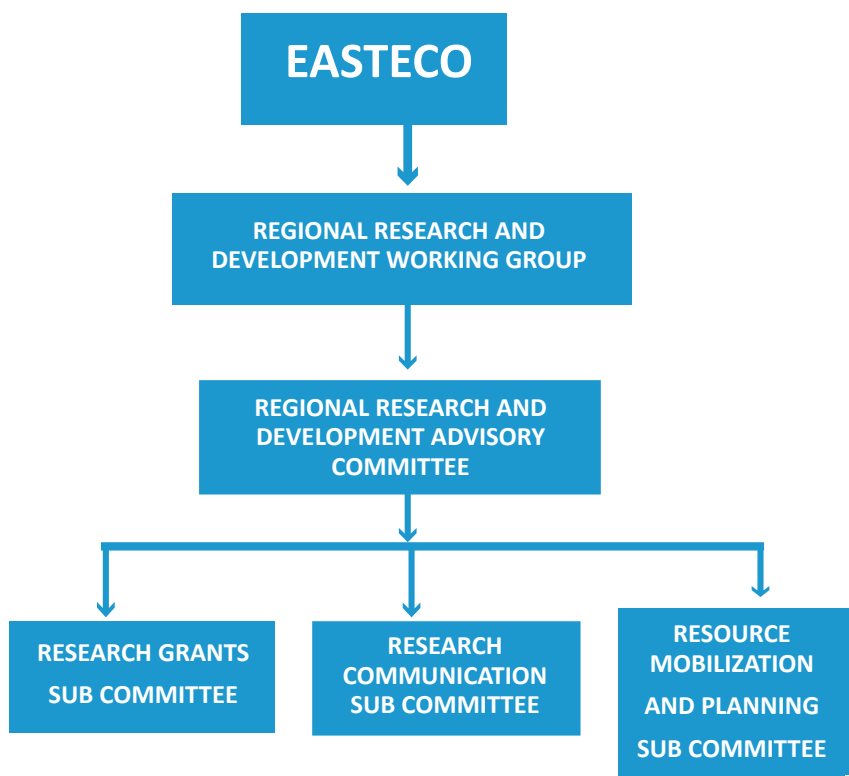 EASTECO
REGIONAL RESEARCH AND
DEVELOPMENT WORKING GROUP
REGIONAL RESEARCH AND
DEVELOPMENT ADVISORY
COMMITTEE
RESEARCH GRANTS
SUB COMMITTEE
RESEARCH
COMMUNICATION
SUB COMMITTEE
RESOURCE
MOBILIZATION
AND PLANNING
SUB COMMITTEE